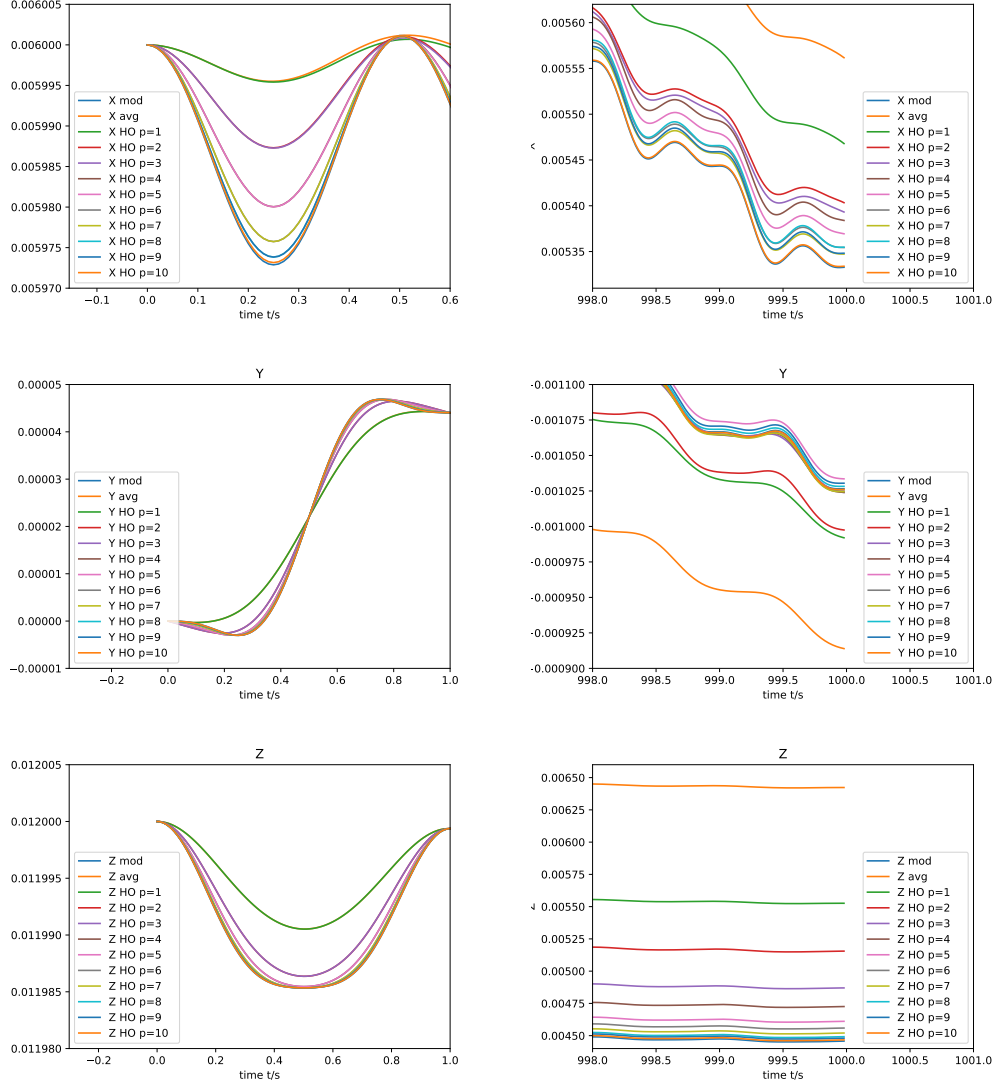 0.006005
0.006000
0.005995
0.005990
0.005985
0.005980
0.005975
0.005970
X mod
X avg
X HO p=1
X HO p=2
X HO p=3
X HO p=4
X HO p=5
X HO p=6
X HO p=7
X HO p=8
X HO p=9
X HO p=10
−0.1 0.0 0.1 0.2 0.3 0.4 0.5 0.6
time t/s
0.00560
0.00555
0.00550
0.00545
0.00540
0.00535
X mod
X avg
X HO p=1
X HO p=2
X HO p=3
X HO p=4
X HO p=5
X HO p=6
X HO p=7
X HO p=8
X HO p=9
X HO p=10
998.0 998.5 999.0 999.5 1000.0 1000.5 1001.0
time t/s
Y
0.00005
0.00004
0.00003
0.00002
0.00001
0.00000
−0.00001
Y mod
Y avg
Y HO p=1
Y HO p=2
Y HO p=3
Y HO p=4
Y HO p=5
Y HO p=6
Y HO p=7
Y HO p=8
Y HO p=9
Y HO p=10
−0.2 0.0 0.2 0.4 0.6 0.8 1.0
time t/s
Y
-0.001100
-0.001075
-0.001050
-0.001025
-0.001000
-0.000975
-0.000950
-0.000925
-0.000900
Y mod
Y avg
Y HO p=1
Y HO p=2
Y HO p=3
Y HO p=4
Y HO p=5
Y HO p=6
Y HO p=7
Y HO p=8
Y HO p=9
Y HO p=10
998.0 998.5 999.0 999.5 1000.0 1000.5 1001.0
time t/s
Z
0.012005
0.012000
0.011995
0.011990
0.011985
0.011980
Z mod
Z avg
Z HO p=1
Z HO p=2
Z HO p=3
Z HO p=4
Z HO p=5
Z HO p=6
Z HO p=7
Z HO p=8
Z HO p=9
Z HO p=10
−0.2 0.0 0.2 0.4 0.6 0.8 1.0
time t/s
Z
0.00650
0.00625
0.00600
0.00575
0.00550
0.00525
0.00500
0.00475
0.00450
Z mod
Z avg
Z HO p=1
Z HO p=2
Z HO p=3
Z HO p=4
Z HO p=5
Z HO p=6
Z HO p=7
Z HO p=8
Z HO p=9
Z HO p=10
998.0 998.5 999.0 999.5 1000.0 1000.5 1001.0
time t/s